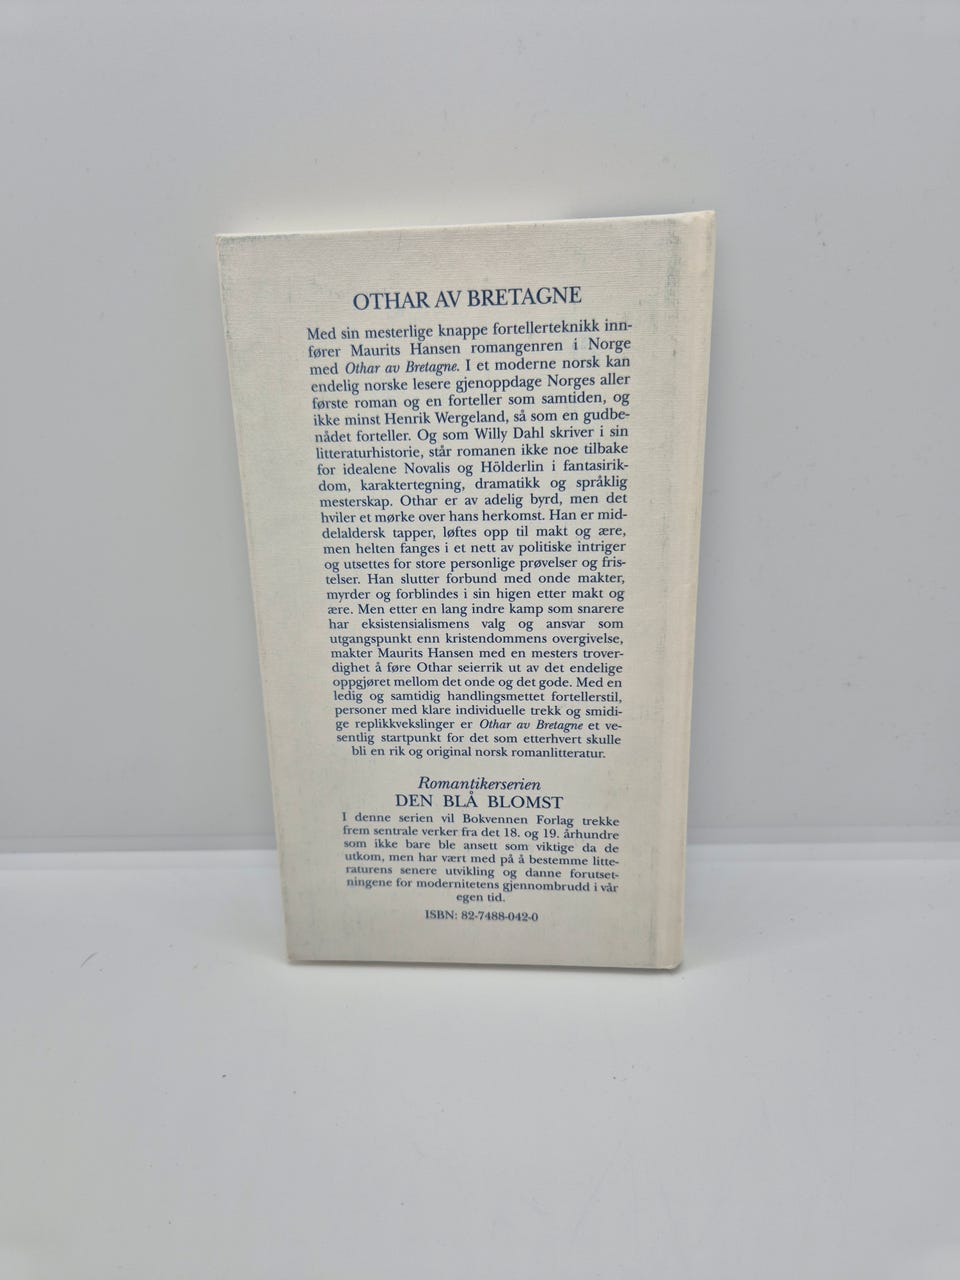 OTHAR AV BRETAGNE
Med sin mesterlige knappe fortellerteknikk inn-
fører Maurits Hansen romangenren i Norge
med Othar av Bretagne. I et moderne norsk kan
endelig norske lesere gjenoppdage Norges aller
første roman og en forteller som samtiden, og
ikke minst Henrik Wergeland, så som en gudbe-
nådet forteller. Og som Willy Dahl skriver i sin
litteraturhistorie, står romanen ikke noe tilbake
for idealene Novalis og Hölderlin i fantasirik-
dom, karaktertegning, dramatikk og språklig
mesterskap. Othar er av adelig byrd, men det
hviler et mørke over hans herkomst. Han er mid-
delaldersk tapper, løftes opp til makt og ære,
men helten fanges i et nett av politiske intriger
og utsettes for store personlige prøvelser og fris-
telser. Han slutter forbund med onde makter,
myrder og forblindes i sin higen etter makt og
ære. Men etter en lang indre kamp som snarere
har eksistensialismens valg og ansvar som
utgangspunkt enn kristendommens overgivelse,
makter Maurits Hansen med en mesters trover-
dighet å føre Othar seierrik ut av det endelige
oppgjøret mellom det onde og det gode. Med en
ledig og samtidig handlingsmettet fortellerstil,
personer med klare individuelle trekk og smidi-
ge replikkvekslinger er Othar av Bretagne et ve-
sentlig startpunkt for det som etterhvert skulle
bli en rik og original norsk romanlitteratur.
Romantikerserien
DEN BLÅ BLOMST
I denne serien vil Bokvennen Forlag trekke
frem sentrale verker fra det 18. og 19. århundre
som ikke bare ble ansett som viktige da de
utkom, men har vært med på å bestemme litte-
raturens senere utvikling og danne forutset-
ningene for modernitetens gjennombrudd i vår
egen tid.
ISBN: 82-7488-042-0